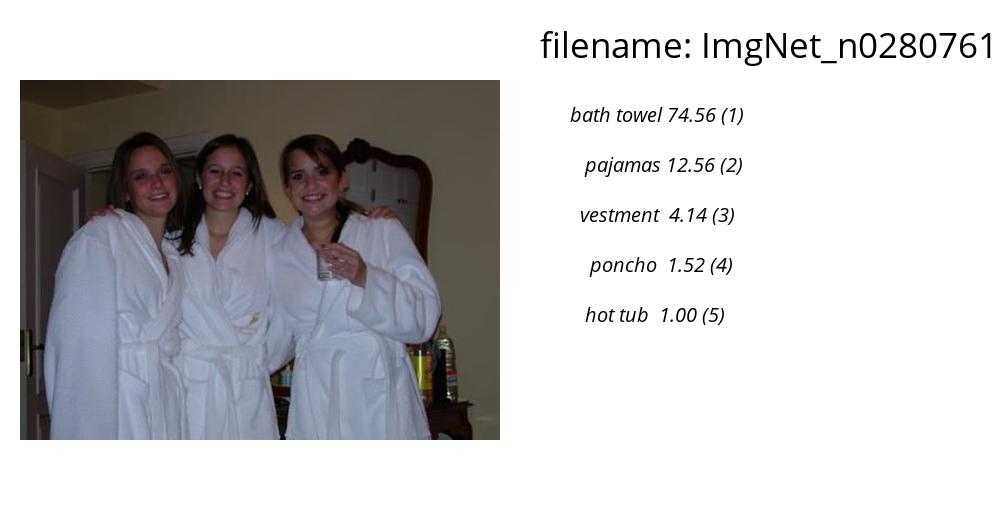 filename: ImgNet_n0280761
bath towel 74.56 (1)
pajamas 12.56 (2)
vestment 4.14 (3)
poncho 1.52 (4)
hot tub 1.00 (5)